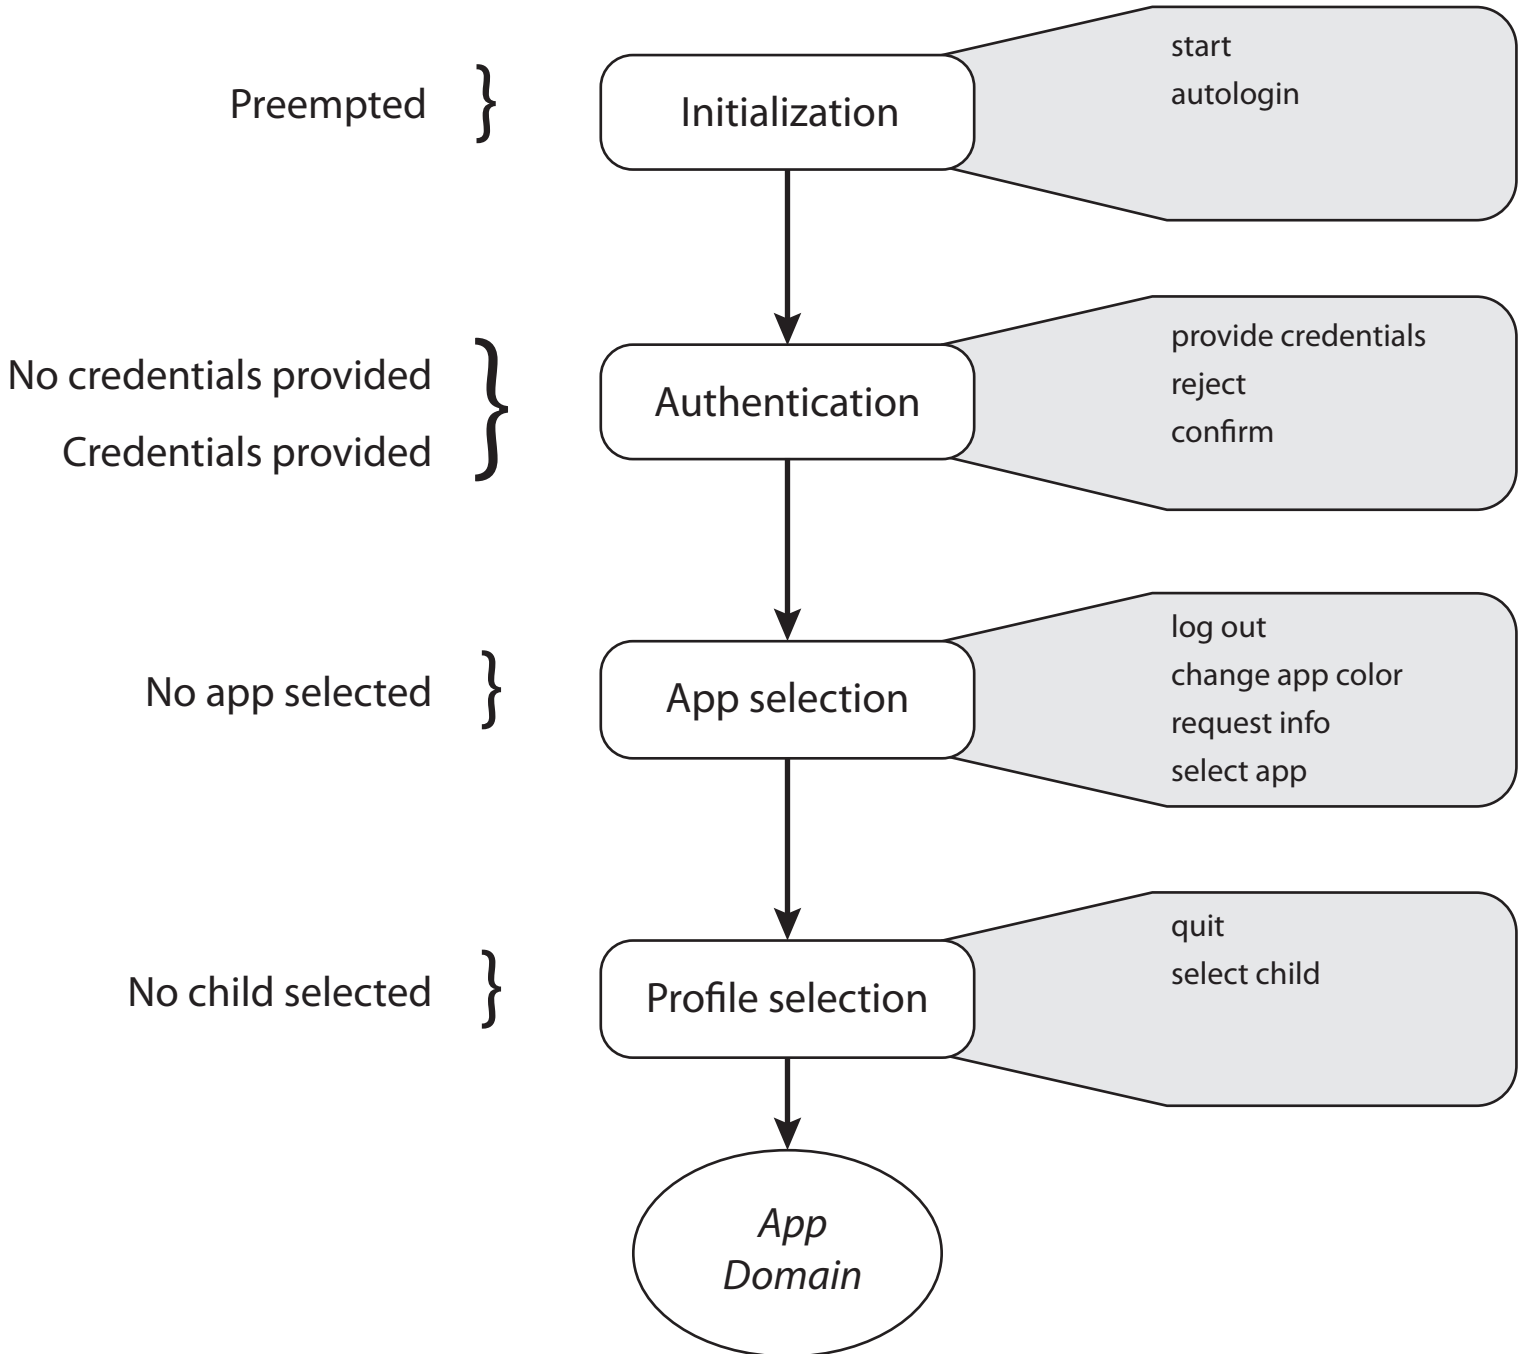 Preempted
Initialization
start
autologin
No credentials provided
Credentials provided
Authentication
provide credentials
reject
confirm
No app selected
App selection
log out
change app color
request info
select app
No child selected
Profile selection
quit
select child
App
Domain